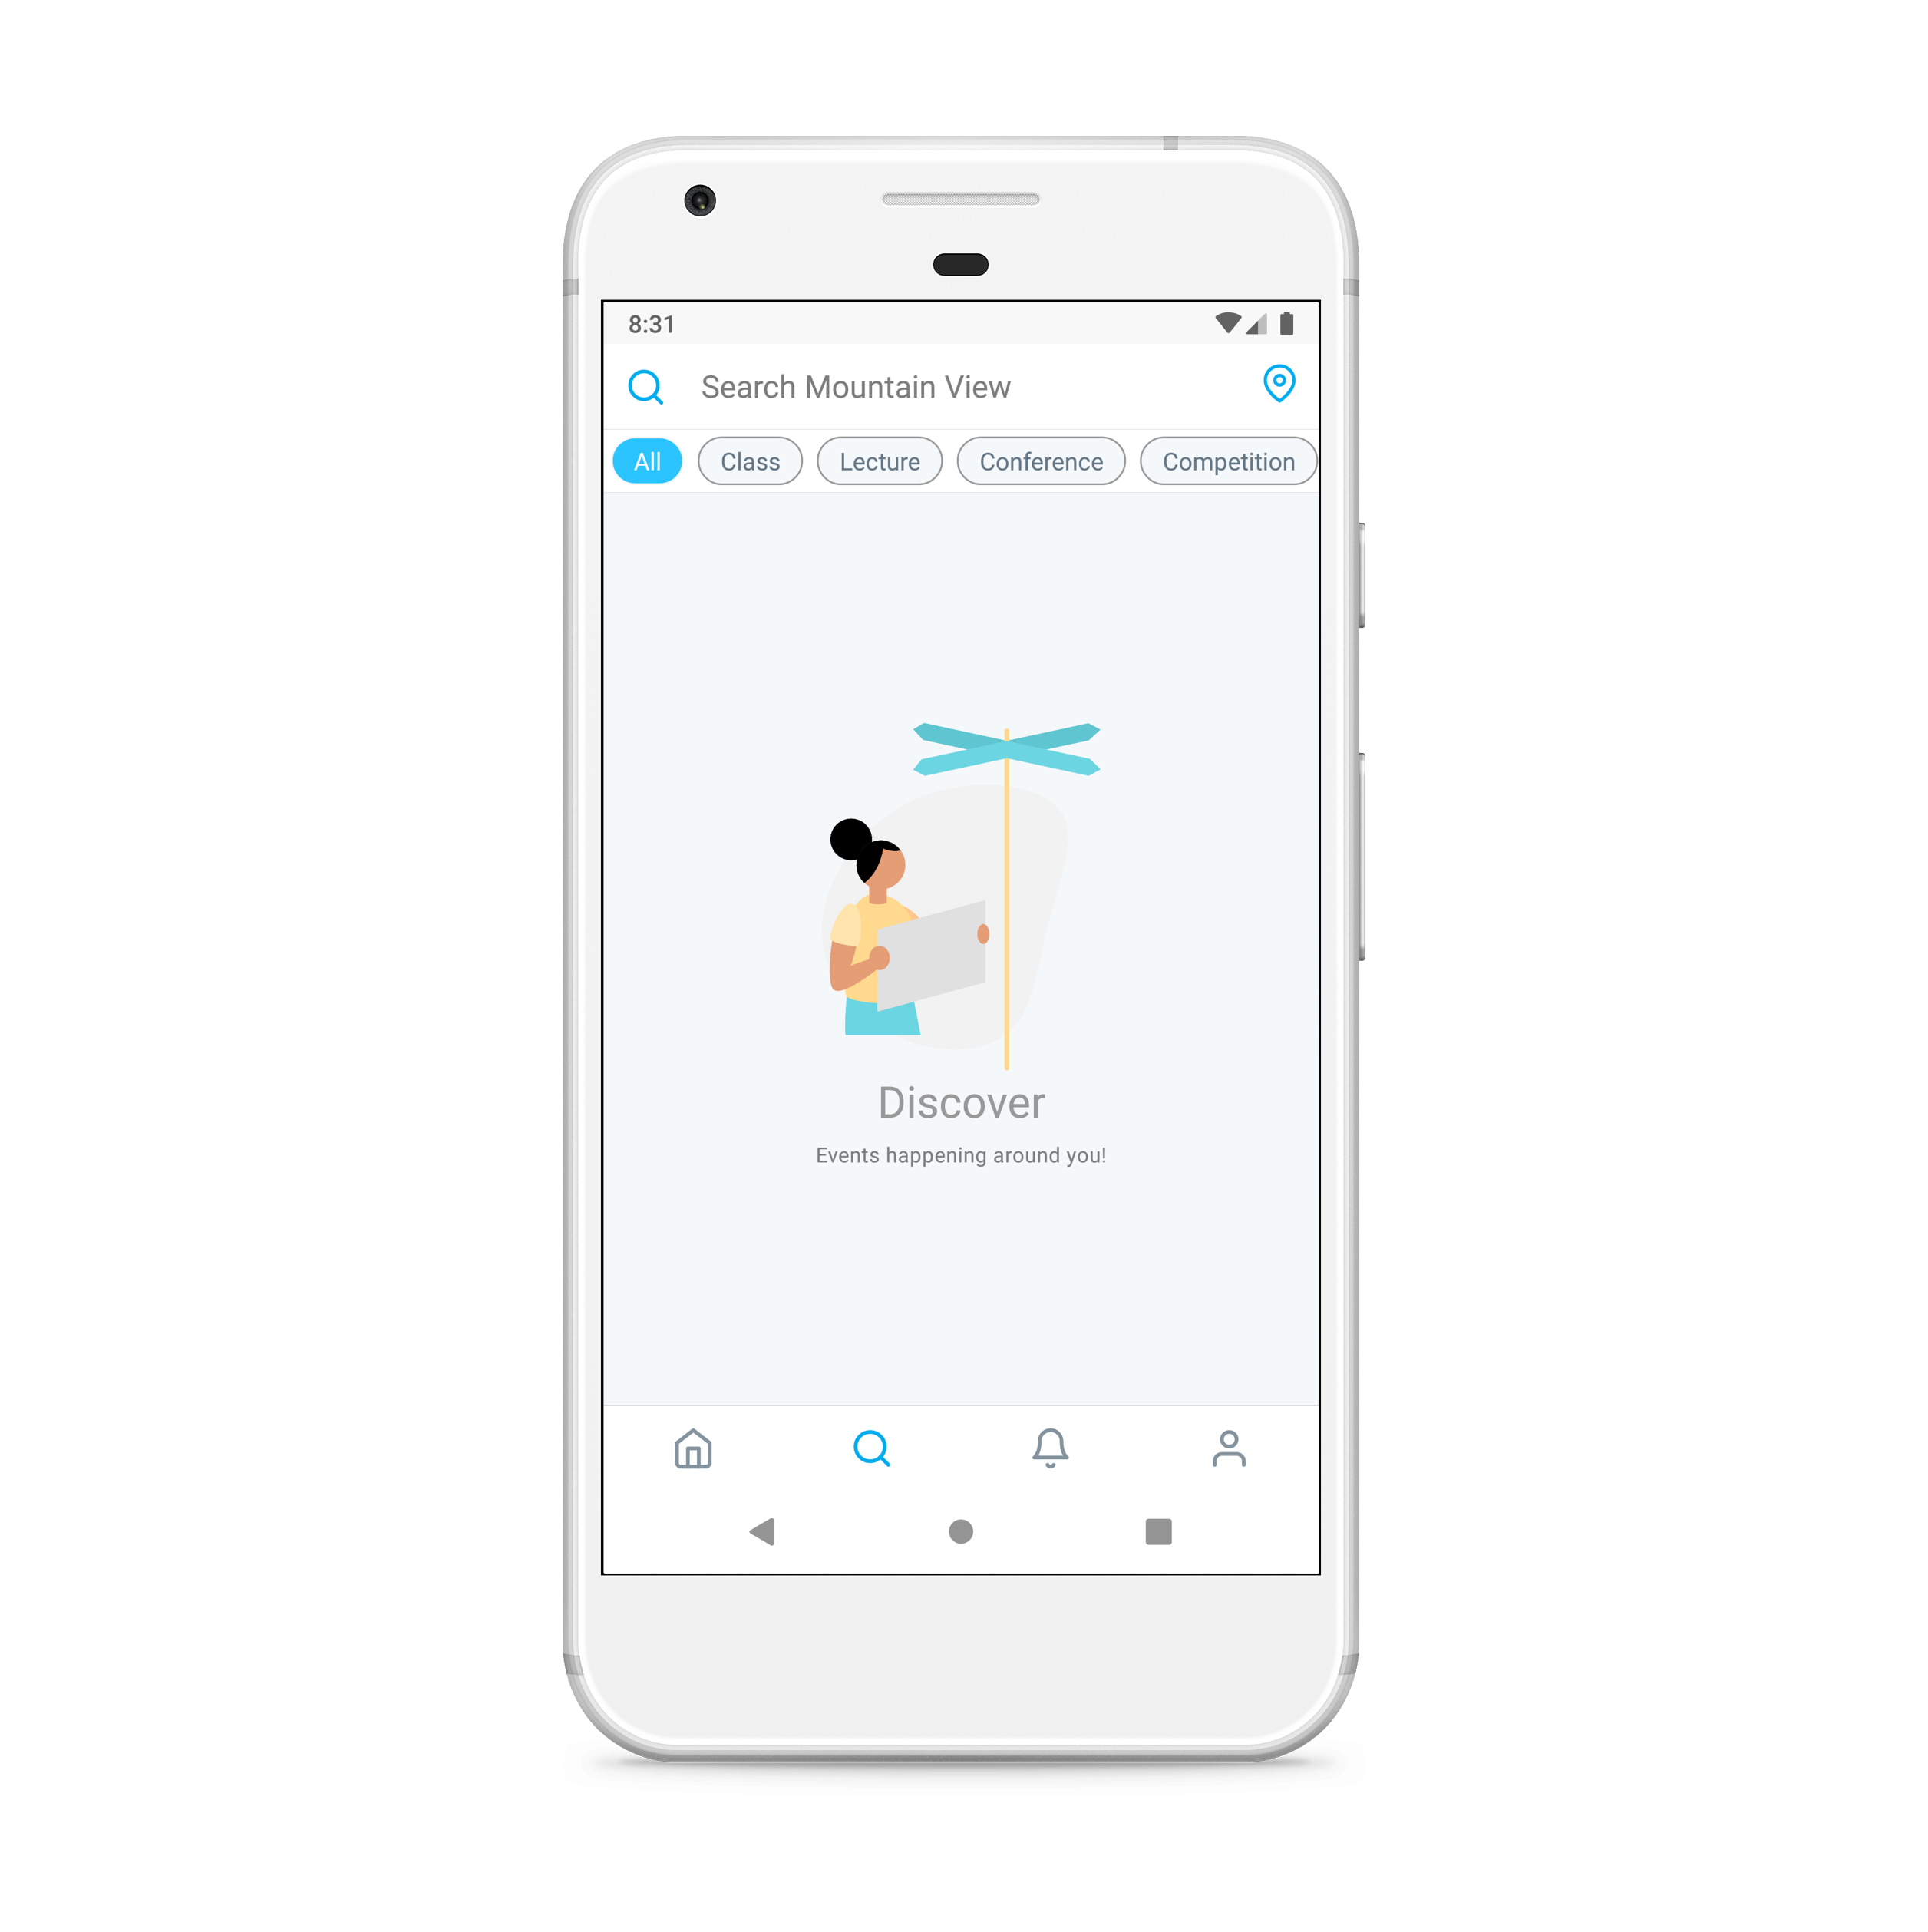 8:31
Search Mountain View
All Class Lecture Conference Competition
Discover
Events happening around you!